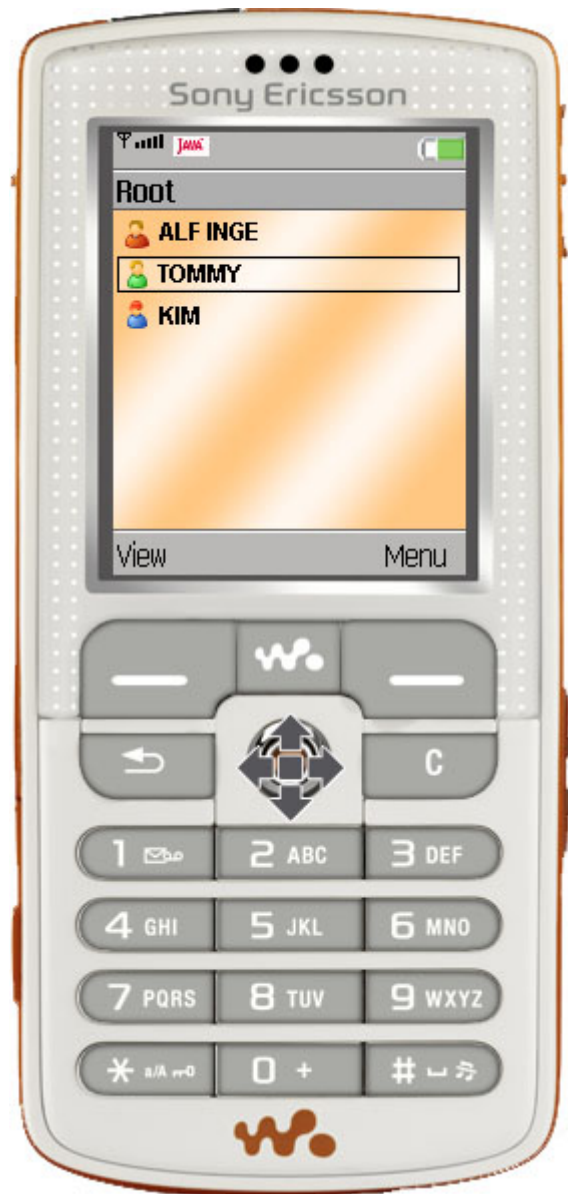 Sony Ericsson
JAVA
Root
ALF INGE
TOMMY
KIM
View Menu
C
1 2 ABC 3 DEF
4 GHI 5 JKL 6 MNO
7 PQRS 8 TUV 9 WXYZ
* a/A 0 + #